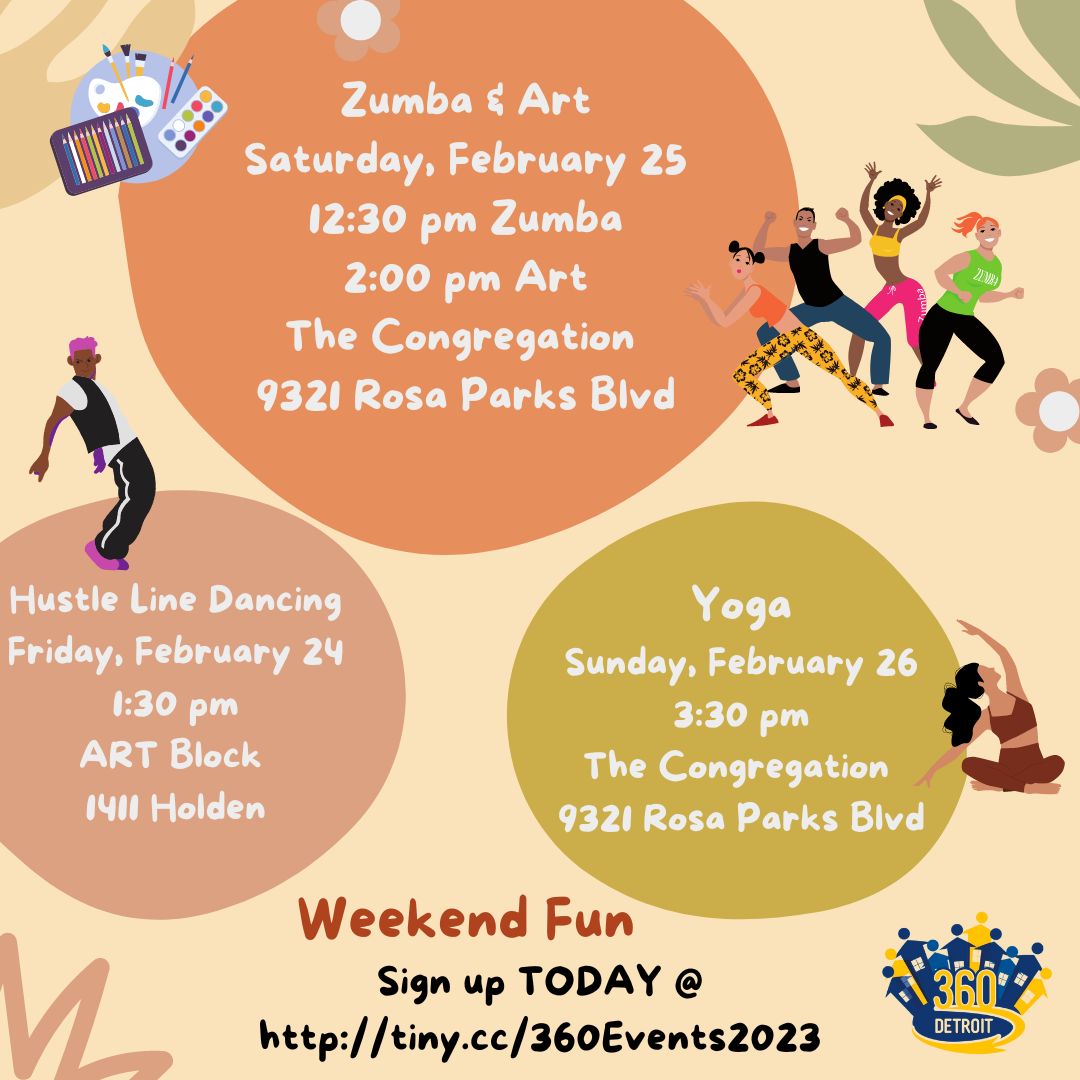 Zumba & Art
Saturday, February 25
12:30 pm Zumba
2:00 pm Art
The Congregation
9321 Rosa Parks Blvd
ZUMBA
Zumba
Hustle Line Dancing
Friday, February 24
1:30 pm
ART Block
1411 Holden
Yoga
Sunday, February 26
3:30 pm
The Congregation
9321 Rosa Parks Blvd
Weekend Fun
Sign up TODAY @
http://tiny.cc/360Events2023
360
DETROIT